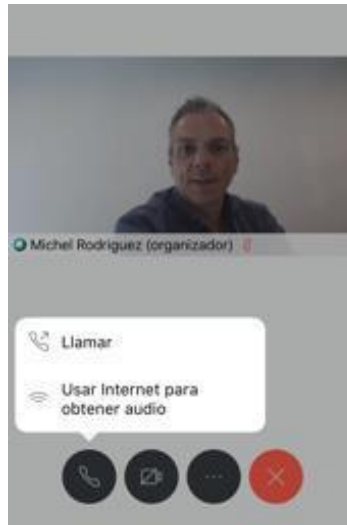 Michel Rodriguez (organizador)
Llamar
Usar Internet para
obtener audio